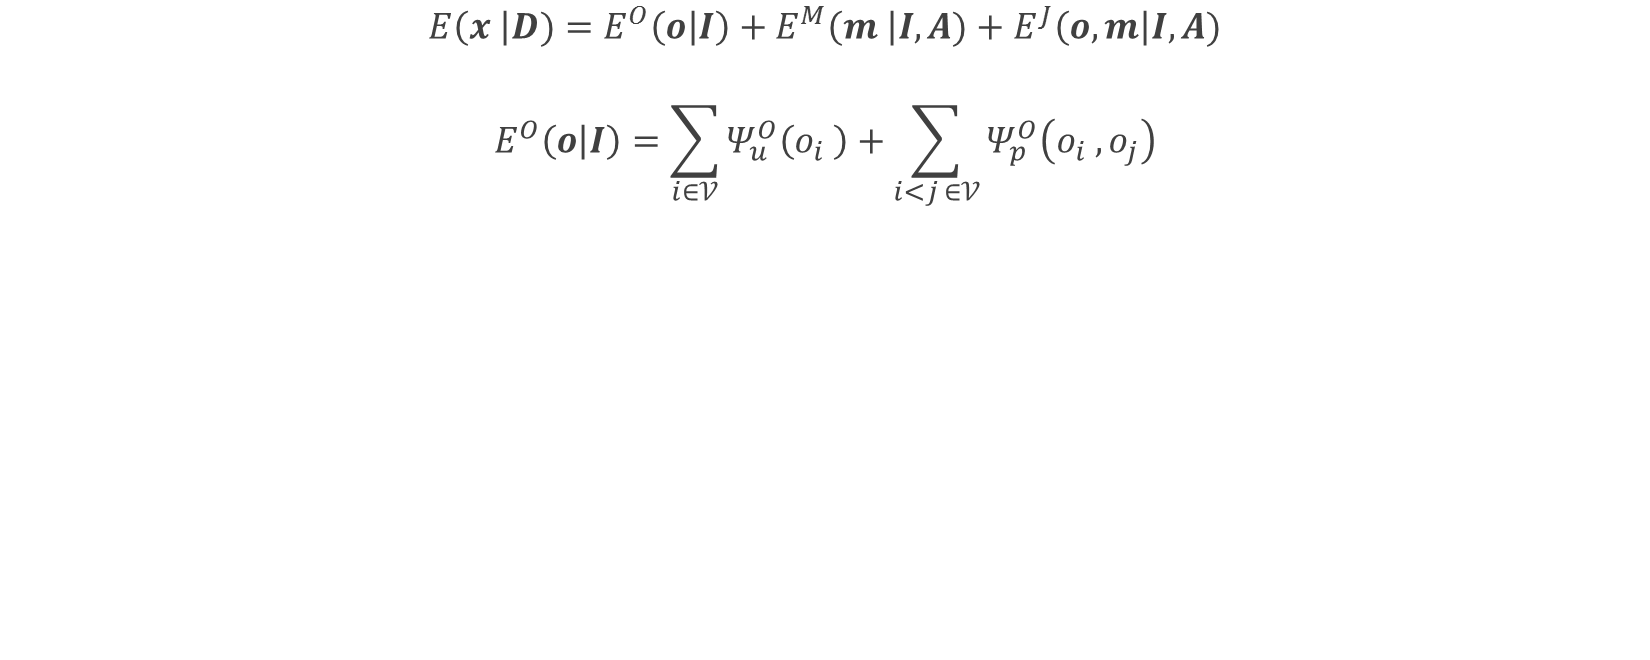 E(x |D) = E^O(o|I) + E^M(m |I, A) + E^J(o, m|I, A)
E^O(o|I) = ∑_{i∈𝒱} Ψ_u^O(o_i ) + ∑_{i<j ∈𝒱} Ψ_p^O(o_i , o_j)